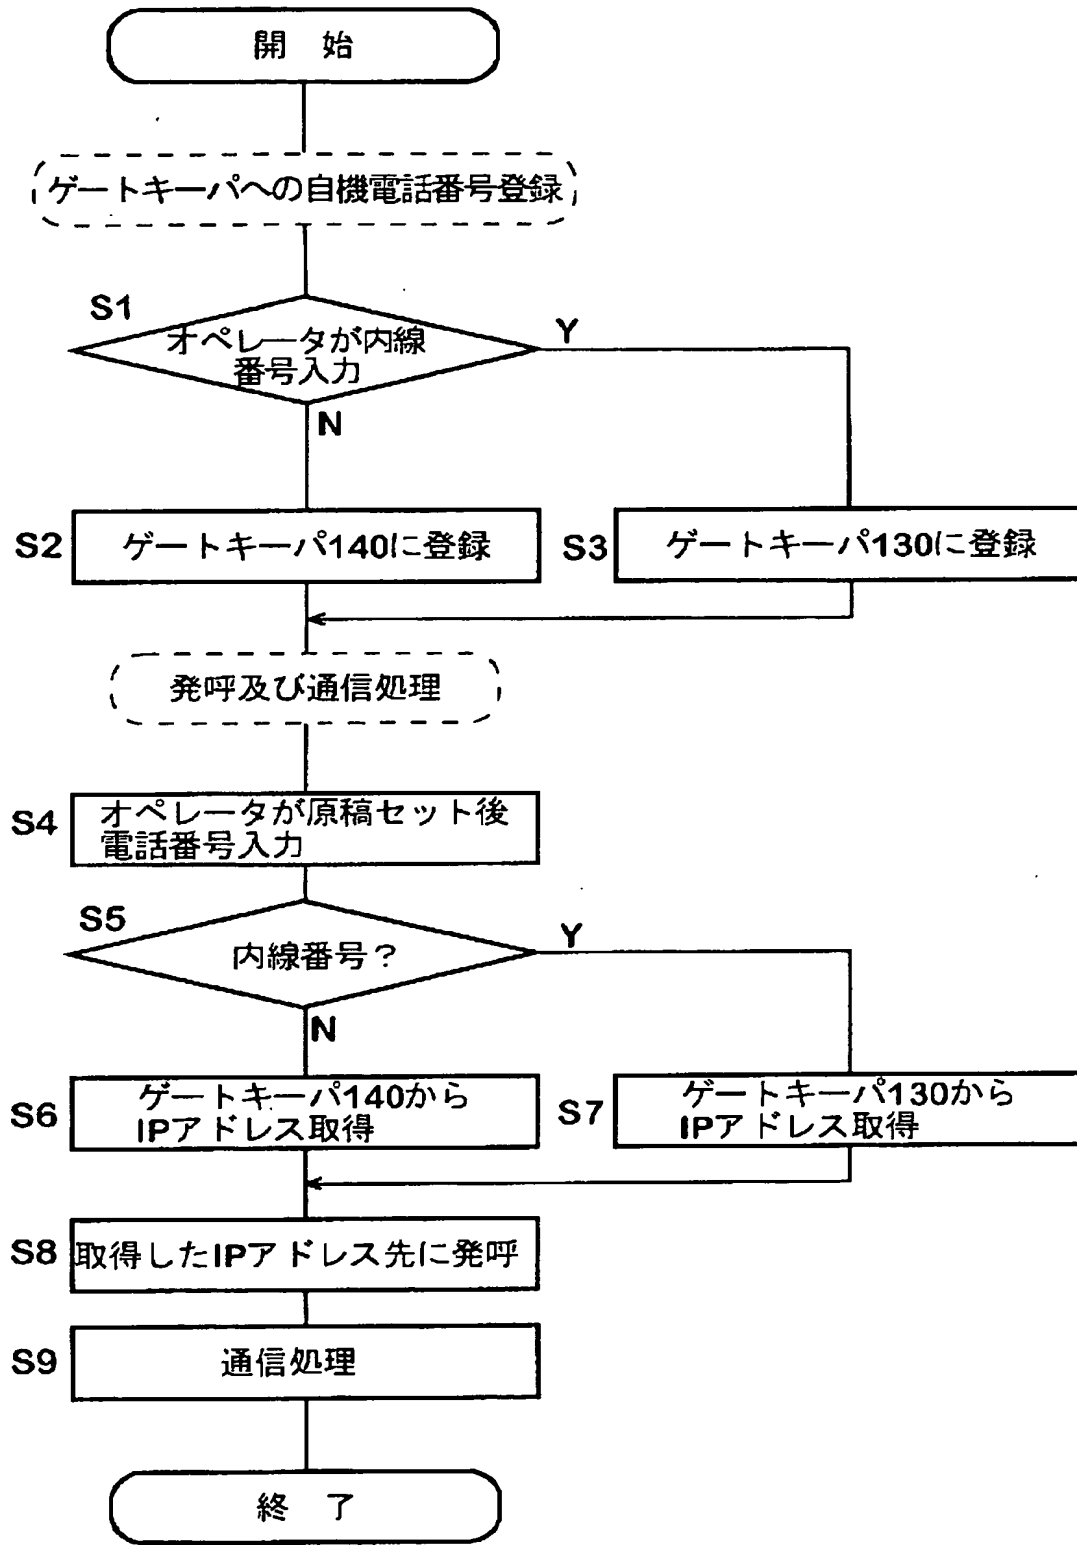 開 始
ゲートキーパへの自機電話番号登録
S1
オペレータが内線
番号入力
Y
N
S2
ゲートキーパ140に登録
S3
ゲートキーパ130に登録
発呼及び通信処理
S4
オペレータが原稿セット後
電話番号入力
S5
内線番号？
Y
N
S6
ゲートキーパ140から
IPアドレス取得
S7
ゲートキーパ130から
IPアドレス取得
S8
取得したIPアドレス先に発呼
S9
通信処理
終 了